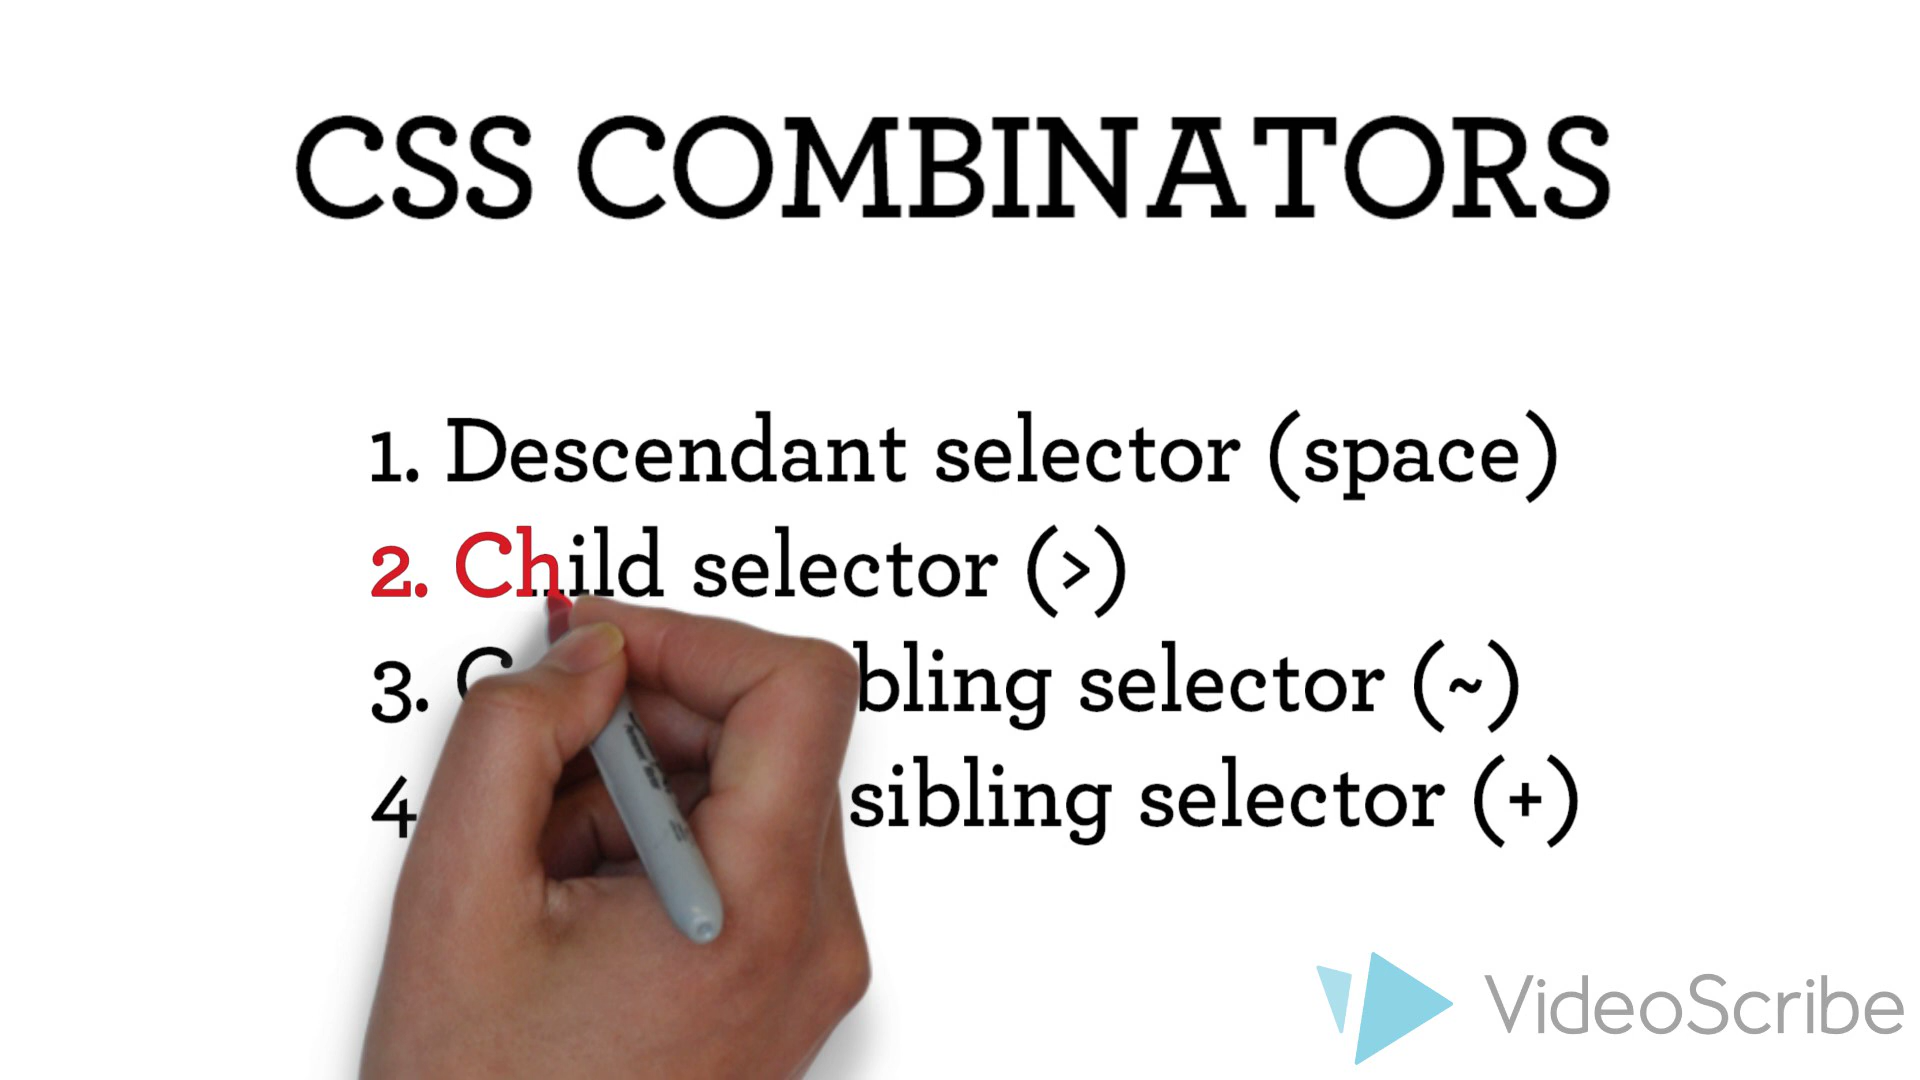 CSS COMBINATORS
1. Descendant selector (space)
2. Child selector (>)
3. bling selector (~)
4 sibling selector (+)
VideoScribe